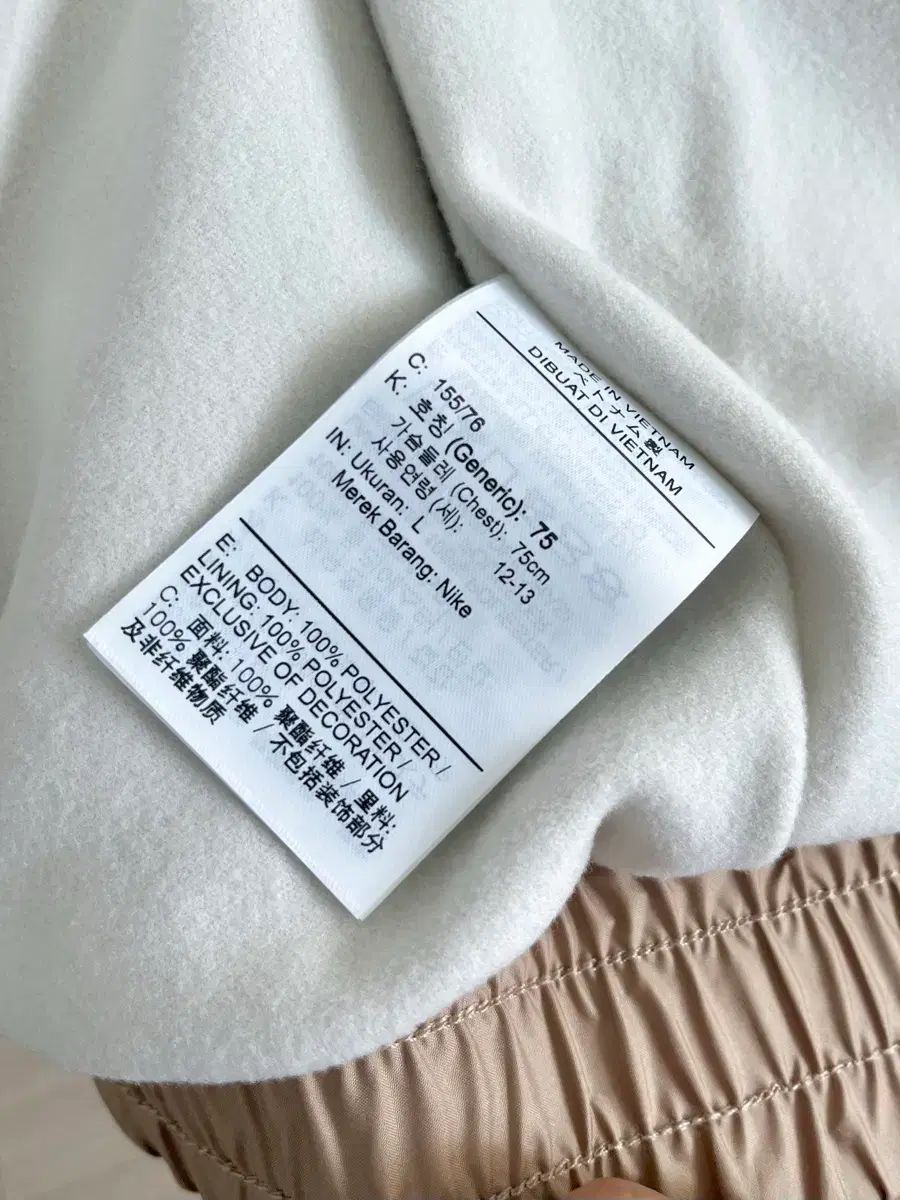 MADE IN VIETNAM
ベトナム製
DIBUAT DI VIETNAM
C: 155/76
K: 호칭 (Generic): 75
가슴둘레 (Chest): 75cm
사용연령 (세): 12-13
IN: Ukuran: L
Merek Barang: Nike
E: BODY: 100% POLYESTER /
LINING: 100% POLYESTER /
EXCLUSIVE OF DECORATION
C: 面料: 100% 聚酯纤维 / 里料:
100% 聚酯纤维 / 不包括装饰部分
及非纤维物质